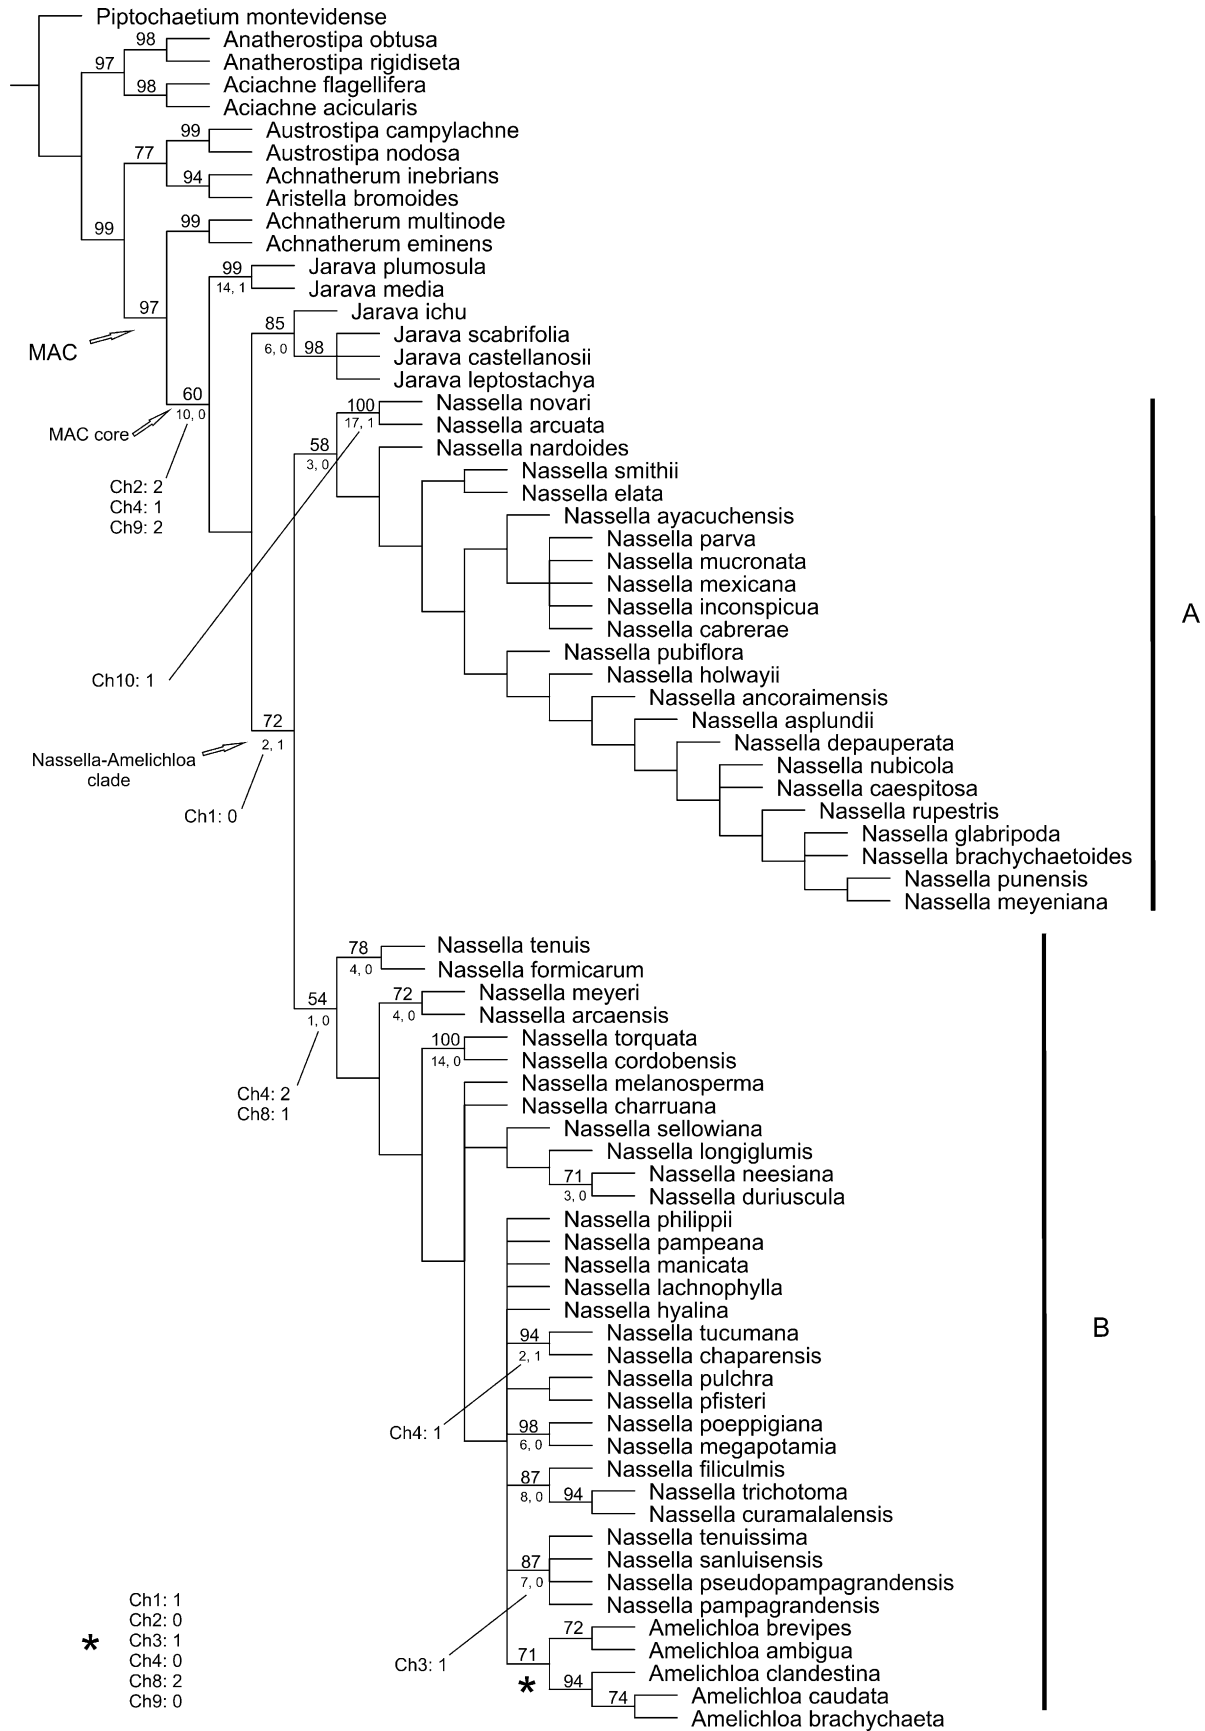 Piptochaetium montevidense
98
Anatherostipa obtusa
Anatherostipa rigidiseta
97
98
Aciachne flagellifera
Aciachne acicularis
99
Austrostipa campylachne
Austrostipa nodosa
77
94
Achnatherum inebrians
Aristella bromoides
99
99
Achnatherum multinode
Achnatherum eminens
97
MAC
99
14, 1
Jarava plumosula
Jarava media
85
6, 0
Jarava ichu
98
Jarava scabrifolia
Jarava castellanosii
Jarava leptostachya
60
10, 0
MAC core
Ch2: 2
Ch4: 1
Ch9: 2
100
17, 1
Nassella novari
Nassella arcuata
58
3, 0
Nassella nardoides
Nassella smithii
Nassella elata
Nassella ayacuchensis
Nassella parva
Nassella mucronata
Nassella mexicana
Nassella inconspicua
Nassella cabrerae
A
Nassella pubiflora
Nassella holwayii
Ch10: 1
Nassella ancoraimensis
Nassella asplundii
Nassella depauperata
Nassella nubicola
Nassella caespitosa
Nassella rupestris
Nassella glabripoda
Nassella brachychaetoides
Nassella punensis
Nassella meyeniana
72
2, 1
Nassella-Amelichloa
clade
Ch1: 0
78
4, 0
Nassella tenuis
Nassella formicarum
54
1, 0
72
4, 0
Nassella meyeri
Nassella arcaensis
Ch4: 2
Ch8: 1
100
14, 0
Nassella torquata
Nassella cordobensis
Nassella melanosperma
Nassella charruana
Nassella sellowiana
Nassella longiglumis
71
3, 0
Nassella neesiana
Nassella duriuscula
Nassella philippii
Nassella pampeana
Nassella manicata
Nassella lachnophylla
Nassella hyalina
B
94
2, 1
Nassella tucumana
Nassella chaparensis
Nassella pulchra
Nassella pfisteri
Ch4: 1
98
6, 0
Nassella poeppigiana
Nassella megapotamia
87
8, 0
Nassella filiculmis
94
Nassella trichotoma
Nassella curamalalensis
87
7, 0
Nassella tenuissima
Nassella sanluisensis
Nassella pseudopampagrandensis
Nassella pampagrandensis
Ch3: 1
71
*
72
Amelichloa brevipes
Amelichloa ambigua
94
Amelichloa clandestina
74
Amelichloa caudata
Amelichloa brachychaeta
*
Ch1: 1
Ch2: 0
Ch3: 1
Ch4: 0
Ch8: 2
Ch9: 0